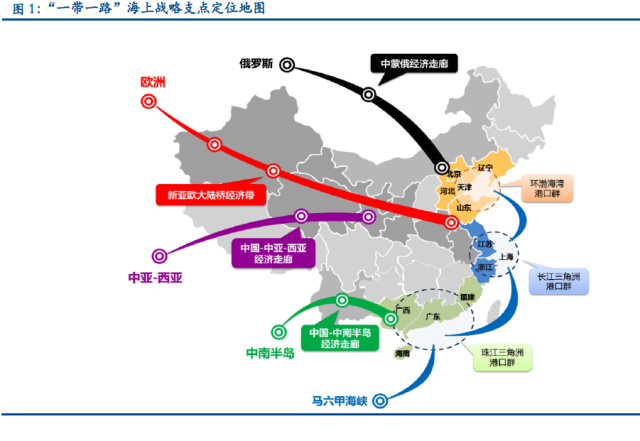 图 1：“一带一路”海上战略支点定位地图
俄罗斯
中蒙俄经济走廊
欧洲
北京
辽宁
天津
河北
山东
环渤海湾
港口群
新亚欧大陆桥经济带
中国-中亚-西亚
经济走廊
中亚-西亚
江苏
上海
浙江
长江三角洲
港口群
福建
广西
广东
海南
中国-中南半岛
经济走廊
中南半岛
珠江三角洲
港口群
马六甲海峡